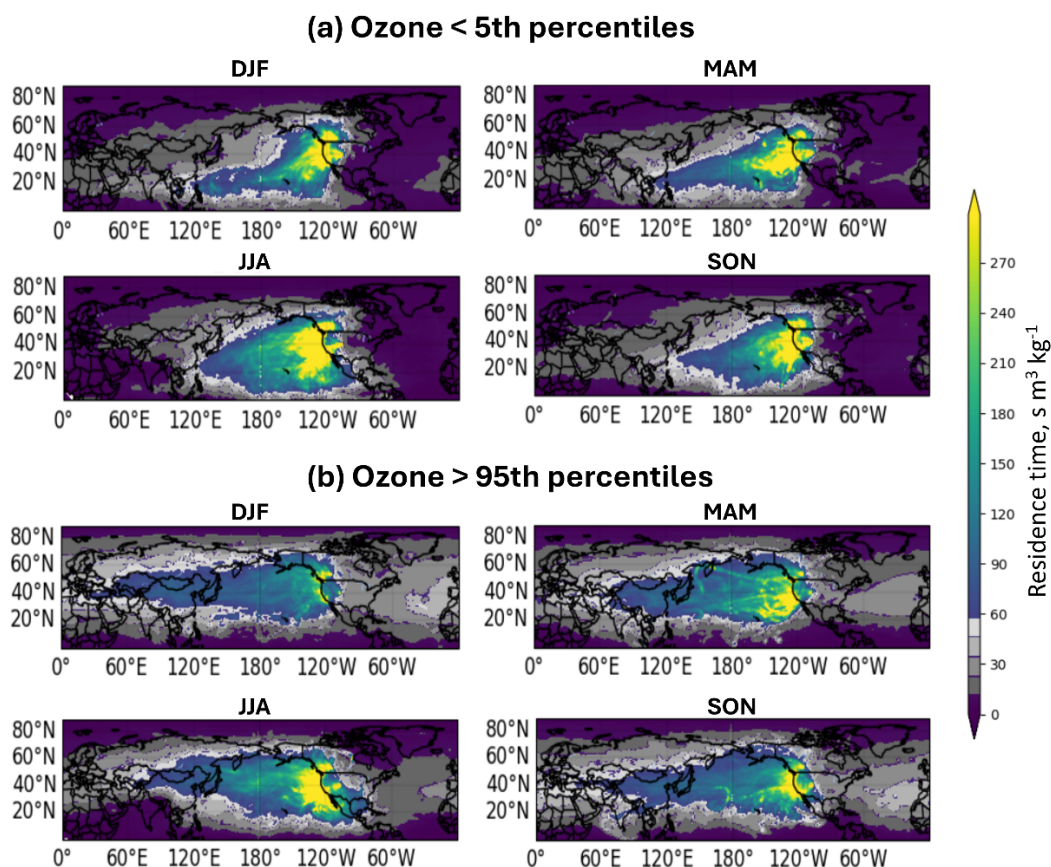 (a) Ozone < 5th percentiles
DJF
MAM
80°N
60°N
40°N
20°N
0° 60°E 120°E 180° 120°W 60°W
80°N
60°N
40°N
20°N
0° 60°E 120°E 180° 120°W 60°W
JJA
SON
80°N
60°N
40°N
20°N
0° 60°E 120°E 180° 120°W 60°W
80°N
60°N
40°N
20°N
0° 60°E 120°E 180° 120°W 60°W
(b) Ozone > 95th percentiles
DJF
MAM
80°N
60°N
40°N
20°N
0° 60°E 120°E 180° 120°W 60°W
80°N
60°N
40°N
20°N
0° 60°E 120°E 180° 120°W 60°W
JJA
SON
80°N
60°N
40°N
20°N
0° 60°E 120°E 180° 120°W 60°W
80°N
60°N
40°N
20°N
0° 60°E 120°E 180° 120°W 60°W
270
240
210
180
150
120
90
60
30
0
Residence time, s m³ kg⁻¹